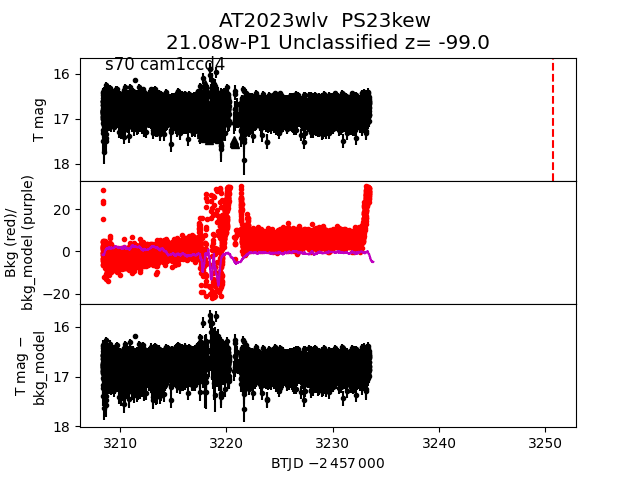 AT2023wlv PS23kew
21.08w-P1 Unclassified z= -99.0
s70 cam1ccd4
16
17
18
T mag
20
0
−20
Bkg (red)/
bkg_model (purple)
16
17
18
T mag −
bkg_model
3210 3220 3230 3240 3250
BTJD −2 457 000